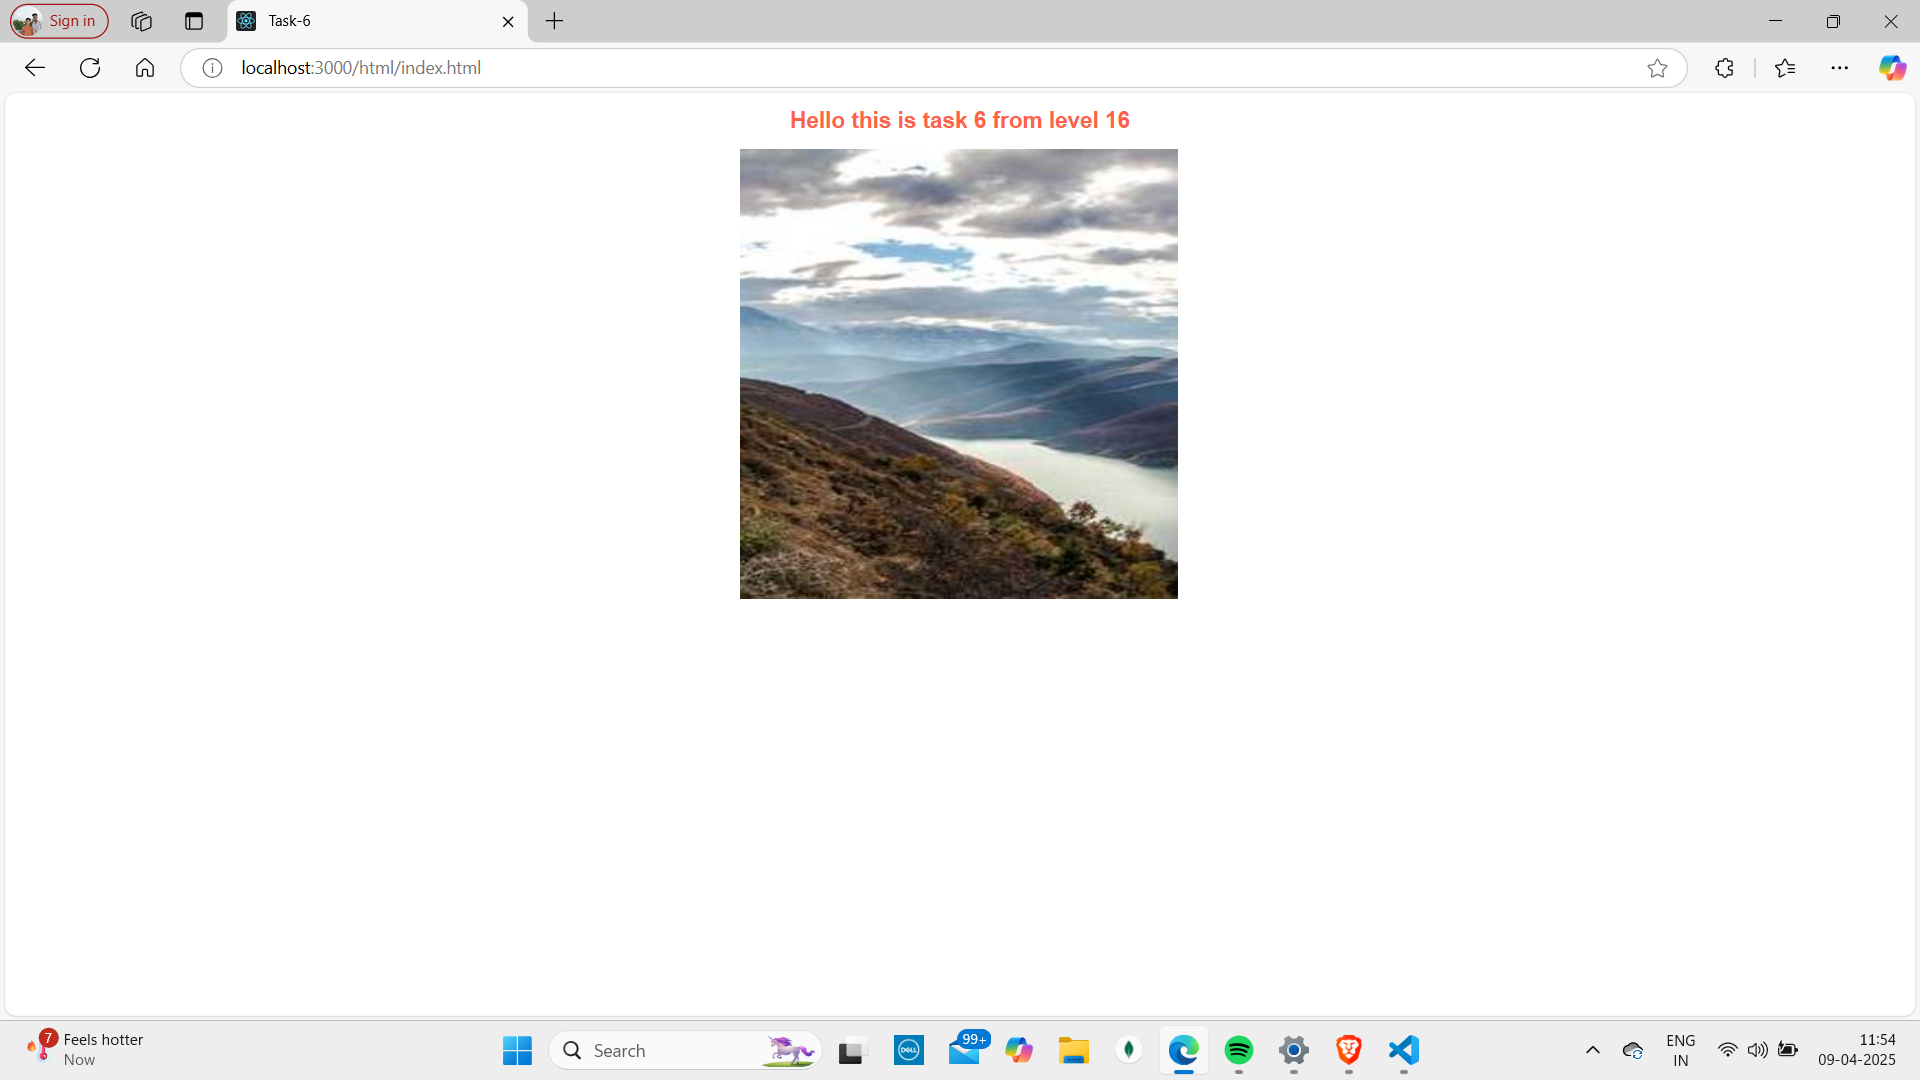 Sign in
Task-6
localhost:3000/html/index.html
Hello this is task 6 from level 16
7
Feels hotter
Now
Search
DELL
99+
ENG
IN
11:54
09-04-2025